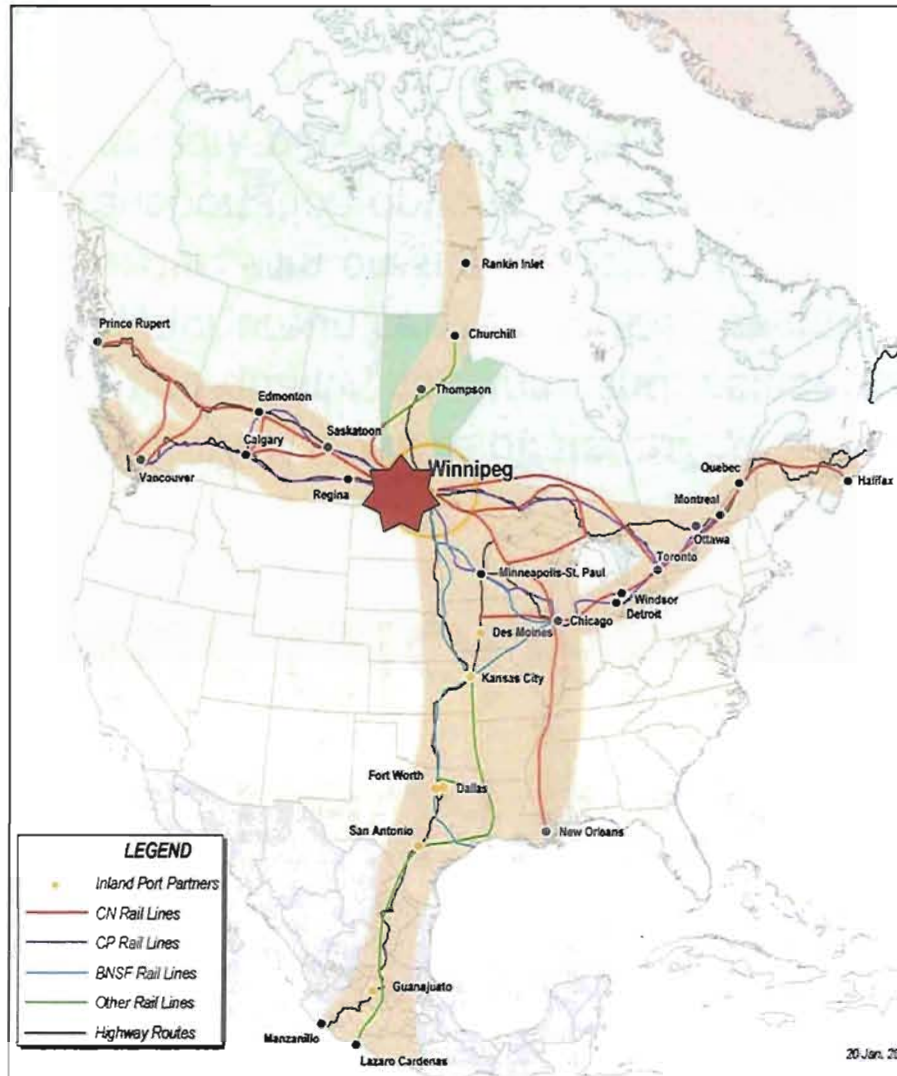 Rankin Inlet
Churchill
Prince Rupert
Thompson
Edmonton
Saskatoon
Calgary
Winnipeg
Vancouver
Regina
Quebec
Halifax
Montreal
Ottawa
Toronto
Minneapolis-St. Paul
Windsor
Detroit
Chicago
Des Moines
Kansas City
Fort Worth
Dallas
San Antonio
New Orleans
LEGEND
Inland Port Partners
CN Rail Lines
CP Rail Lines
BNSF Rail Lines
Other Rail Lines
Highway Routes
Guanajuato
Manzanillo
Lazaro Cardenas
20 Jan. 20